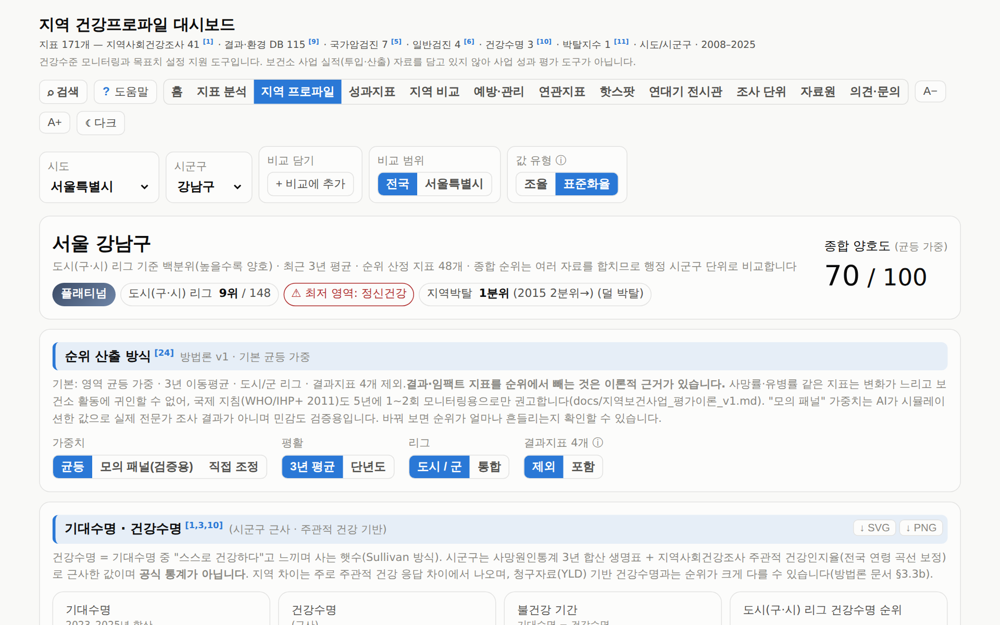 지역 건강프로파일 대시보드
지표 171개 — 지역사회건강조사 41 [1] · 결과·환경 DB 115 [9] · 국가암검진 7 [5] · 일반검진 4 [6] · 건강수명 3 [10] · 박탈지수 1 [11] · 시도/시군구 · 2008–2025
건강수준 모니터링과 목표치 설정 지원 도구입니다. 보건소 사업 실적(투입·산출) 자료를 담고 있지 않아 사업 성과 평가 도구가 아닙니다.
⌕ 검색 ? 도움말 홈 지표 분석 지역 프로파일 성과지표 지역 비교 예방·관리 연관지표 핫스팟 연대기 전시관 조사 단위 자료원 의견·문의 A−
A+ ☾ 다크
시도 시군구 비교 담기 비교 범위 값 유형 ⓘ
서울특별시 강남구 + 비교에 추가 전국 서울특별시 조율 표준화율
서울 강남구
도시(구·시) 리그 기준 백분위(높을수록 양호) · 최근 3년 평균 · 순위 산정 지표 48개 · 종합 순위는 여러 자료를 합치므로 행정 시군구 단위로 비교합니다
플래티넘 도시(구·시) 리그 9위 / 148 ⚠ 최저 영역: 정신건강 지역박탈 1분위 (2015 2분위→) (덜 박탈)
종합 양호도 (균등 가중)
70 / 100
순위 산출 방식 [24] 방법론 v1 · 기본 균등 가중
기본: 영역 균등 가중 · 3년 이동평균 · 도시/군 리그 · 결과지표 4개 제외.결과·임팩트 지표를 순위에서 빼는 것은 이론적 근거가 있습니다. 사망률·유병률 같은 지표는 변화가 느리고 보
건소 활동에 귀인할 수 없어, 국제 지침(WHO/IHP+ 2011)도 5년에 1~2회 모니터링용으로만 권고합니다(docs/지역보건사업_평가이론_v1.md). "모의 패널" 가중치는 AI가 시뮬레이
션한 값으로 실제 전문가 조사 결과가 아니며 민감도 검증용입니다. 바꿔 보면 순위가 얼마나 흔들리는지 확인할 수 있습니다.
가중치 평활 리그 결과지표 4개 ⓘ
균등 모의 패널(검증용) 직접 조정 3년 평균 단년도 도시 / 군 통합 제외 포함
기대수명 · 건강수명 [1,3,10] (시군구 근사 · 주관적 건강 기반) ↓ SVG ↓ PNG
건강수명 = 기대수명 중 "스스로 건강하다"고 느끼며 사는 햇수(Sullivan 방식). 시군구는 사망원인통계 3년 합산 생명표 + 지역사회건강조사 주관적 건강인지율(전국 연령 곡선 보정)
로 근사한 값이며 공식 통계가 아닙니다. 지역 차이는 주로 주관적 건강 응답 차이에서 나오며, 청구자료(YLD) 기반 건강수명과는 순위가 크게 다를 수 있습니다(방법론 문서 §3.3b).
기대수명 건강수명 불건강 기간 도시(구·시) 리그 건강수명 순위
2023–2025년 합산 (근사) 기대수명 − 건강수명